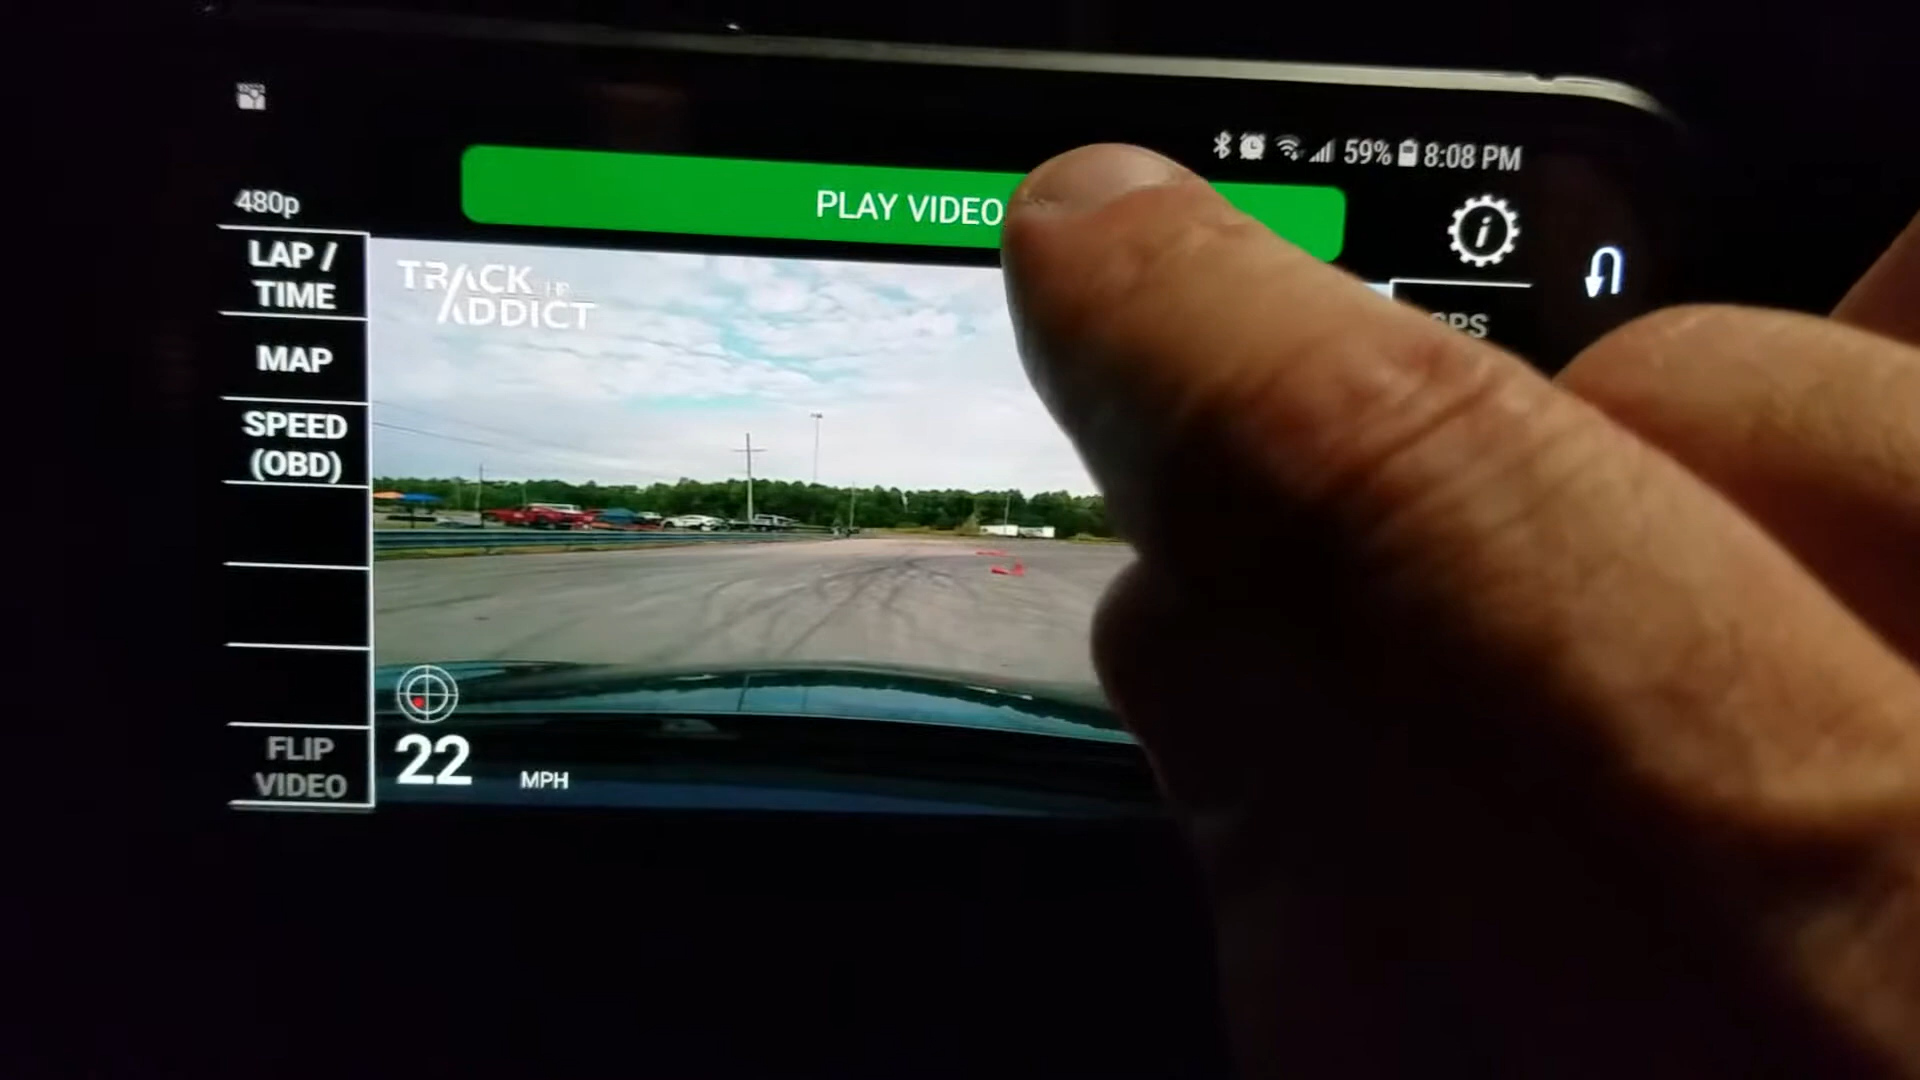 59% 8:08 PM
PLAY VIDEO
480p
LAP /
TIME
MAP
SPEED
(OBD)
FLIP
VIDEO
TRACK
ADDICT
22 MPH
i